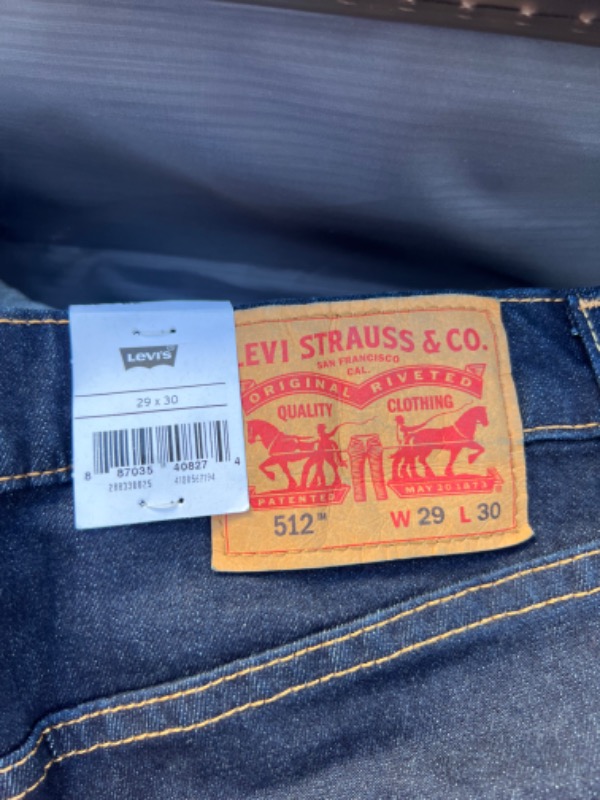 Levi's
29 x 30
8 87035 40827 4
LEVI STRAUSS & CO.
SAN FRANCISCO
CAL.
ORIGINAL RIVETED
QUALITY CLOTHING
PATENTED MAY 20 1873
512™ W 29 L 30